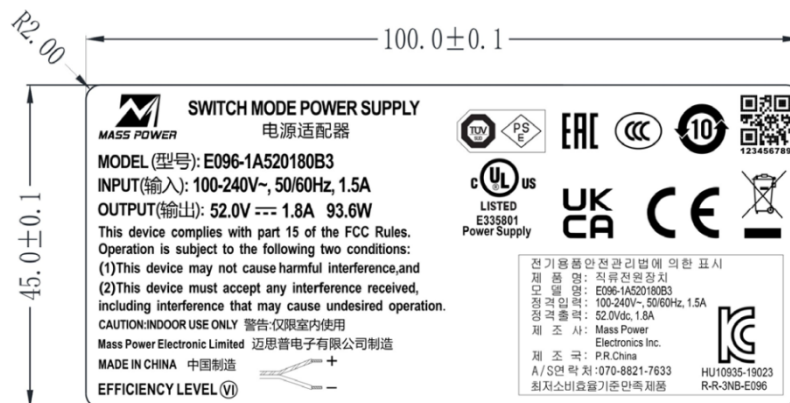 R2.00
100.0±0.1
45.0±0.1
MASS POWER
SWITCH MODE POWER SUPPLY
电源适配器
MODEL (型号): E096-1A520180B3
INPUT(输入): 100-240V~, 50/60Hz, 1.5A
OUTPUT(输出): 52.0V⎓1.8A 93.6W
This device complies with part 15 of the FCC Rules.
Operation is subject to the following two conditions:
(1)This device may not cause harmful interference,and
(2)This device must accept any interference received,
including interference that may cause undesired operation.
CAUTION:INDOOR USE ONLY 警告:仅限室内使用
Mass Power Electronic Limited 迈思普电子有限公司制造
MADE IN CHINA 中国制造
+
−
EFFICIENCY LEVEL Ⅵ
TÜV
SÜD
PS
E
EAC
CCC
10
123456789
C UL US
LISTED
E335801
Power Supply
UK
CA
CE
전기용품안전관리법에 의한 표시
제 품 명: 직류전원장치
모 델 명: E096-1A520180B3
정격입력: 100-240V~, 50/60Hz, 1.5A
정격출력: 52.0Vdc, 1.8A
제 조 사: Mass Power
Electronics Inc.
제 조 국: P.R.China
A/S연락처:070-8821-7633
최저소비효율기준만족제품
KC
HU10935-19023
R-R-3NB-E096